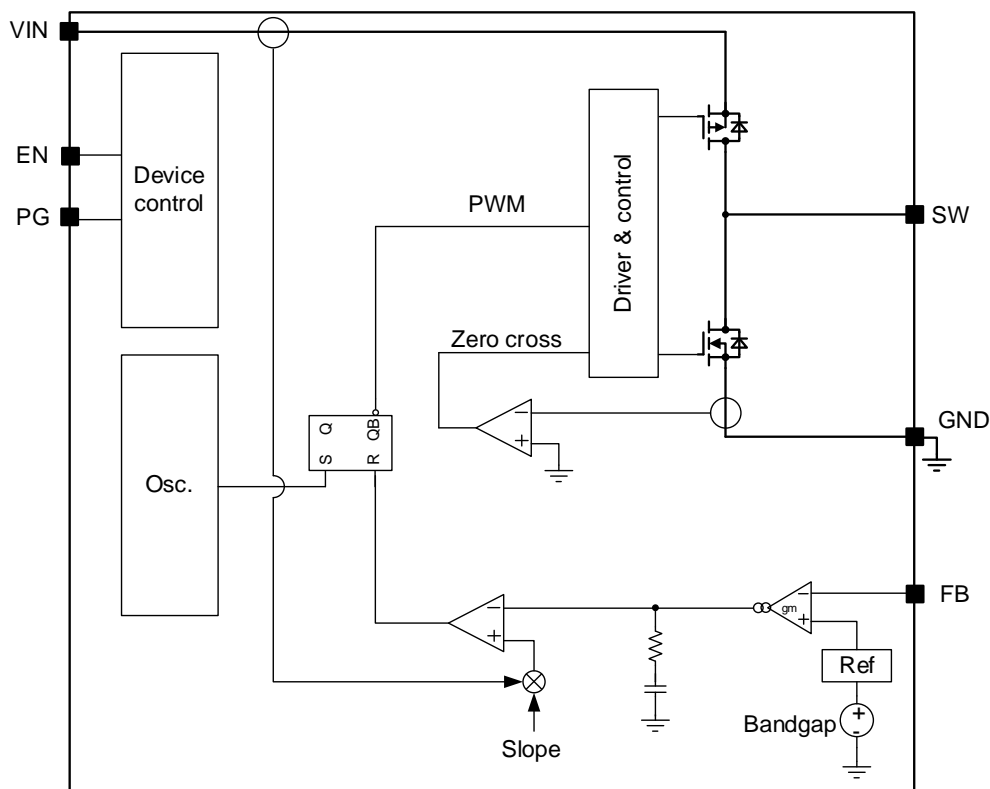 VIN
EN
PG
Device
control
PWM
Driver & control
SW
Zero cross
GND
Q
QB
S
R
Osc.
−
+
−
+
gm
−
+
FB
Ref
Bandgap
+
-
Slope